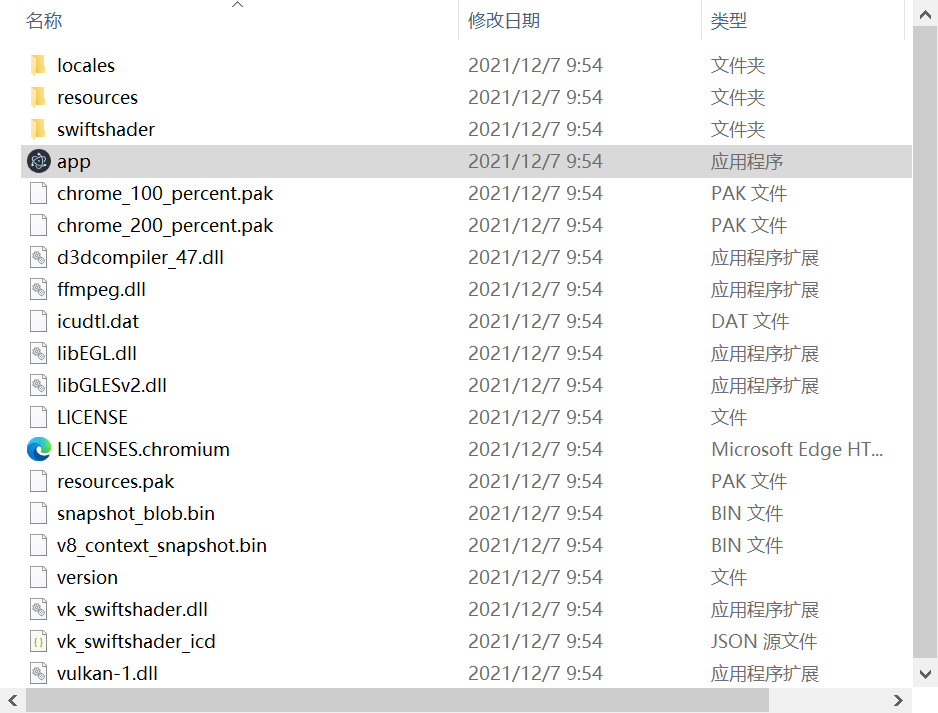 名称 修改日期 类型
locales 2021/12/7 9:54 文件夹
resources 2021/12/7 9:54 文件夹
swiftshader 2021/12/7 9:54 文件夹
app 2021/12/7 9:54 应用程序
chrome_100_percent.pak 2021/12/7 9:54 PAK 文件
chrome_200_percent.pak 2021/12/7 9:54 PAK 文件
d3dcompiler_47.dll 2021/12/7 9:54 应用程序扩展
ffmpeg.dll 2021/12/7 9:54 应用程序扩展
icudtl.dat 2021/12/7 9:54 DAT 文件
libEGL.dll 2021/12/7 9:54 应用程序扩展
libGLESv2.dll 2021/12/7 9:54 应用程序扩展
LICENSE 2021/12/7 9:54 文件
LICENSES.chromium 2021/12/7 9:54 Microsoft Edge HT...
resources.pak 2021/12/7 9:54 PAK 文件
snapshot_blob.bin 2021/12/7 9:54 BIN 文件
v8_context_snapshot.bin 2021/12/7 9:54 BIN 文件
version 2021/12/7 9:54 文件
vk_swiftshader.dll 2021/12/7 9:54 应用程序扩展
vk_swiftshader_icd 2021/12/7 9:54 JSON 源文件
vulkan-1.dll 2021/12/7 9:54 应用程序扩展